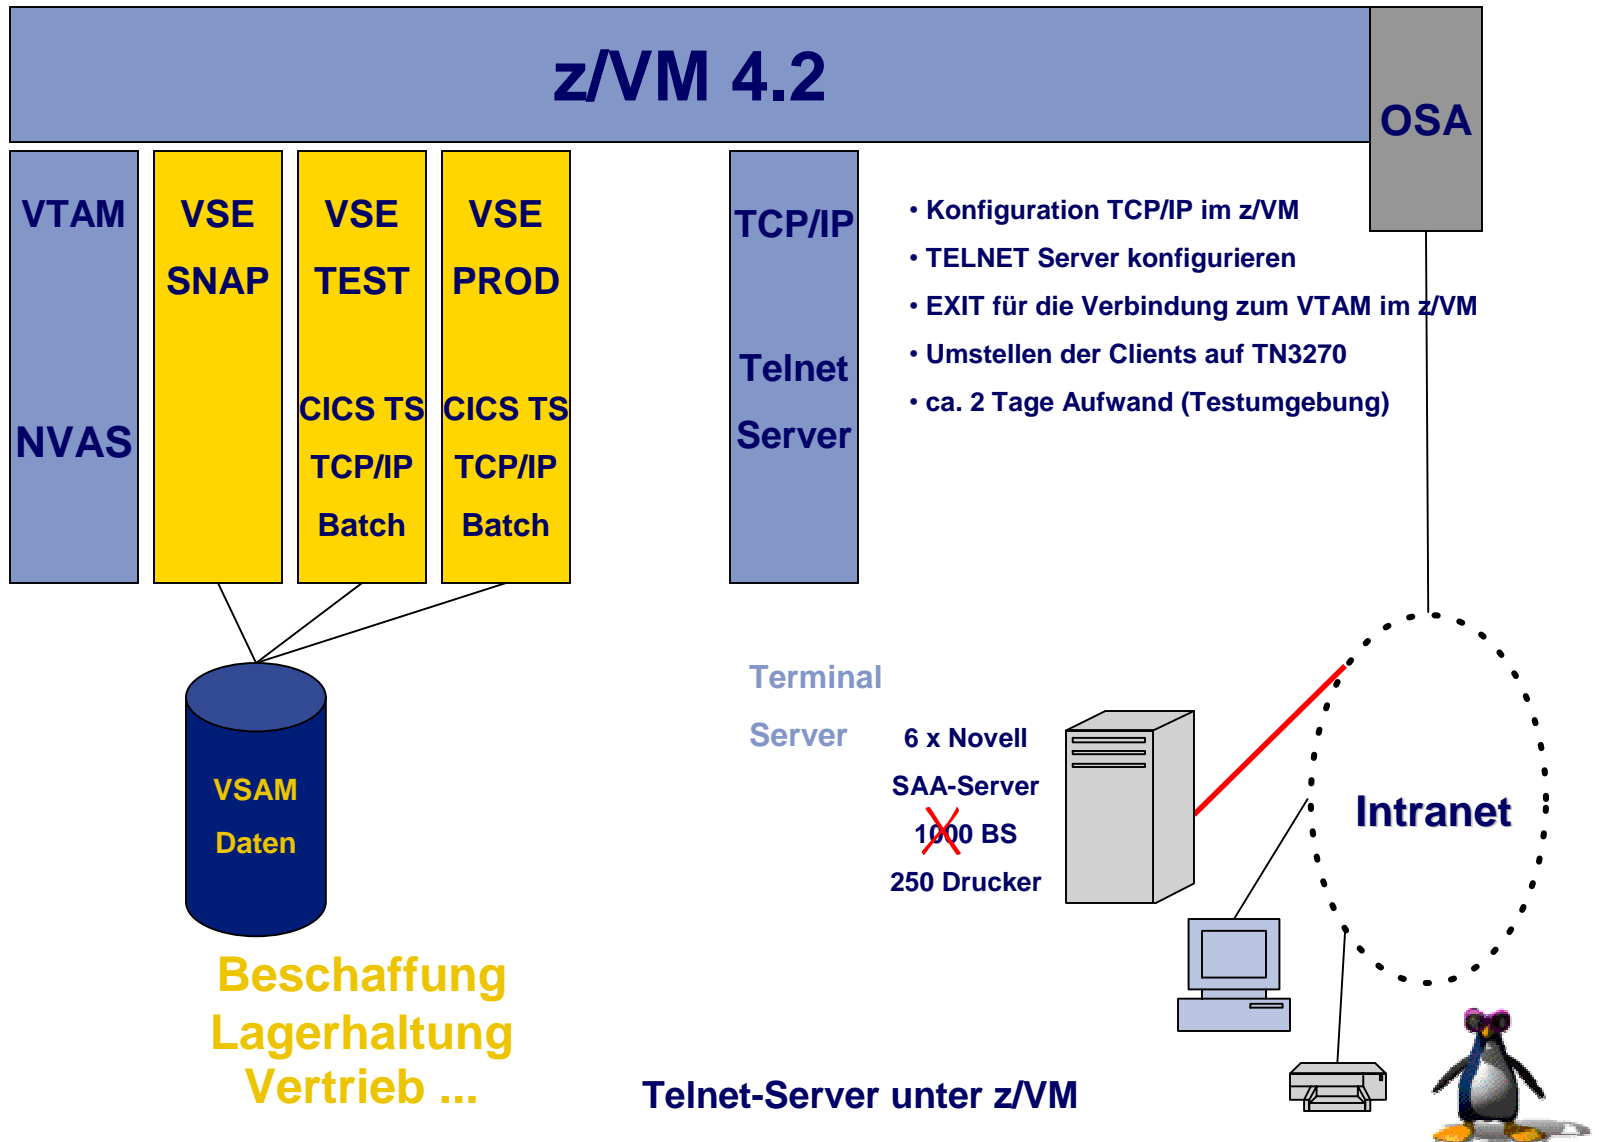 z/VM 4.2
OSA
VTAM
NVAS
VSE
SNAP
VSE
TEST
CICS TS
TCP/IP
Batch
VSE
PROD
CICS TS
TCP/IP
Batch
TCP/IP
Telnet
Server
• Konfiguration TCP/IP im z/VM
• TELNET Server konfigurieren
• EXIT für die Verbindung zum VTAM im z/VM
• Umstellen der Clients auf TN3270
• ca. 2 Tage Aufwand (Testumgebung)
Terminal
Server
6 x Novell
SAA-Server
1000 BS
250 Drucker
Intranet
VSAM
Daten
Beschaffung
Lagerhaltung
Vertrieb ...
Telnet-Server unter z/VM